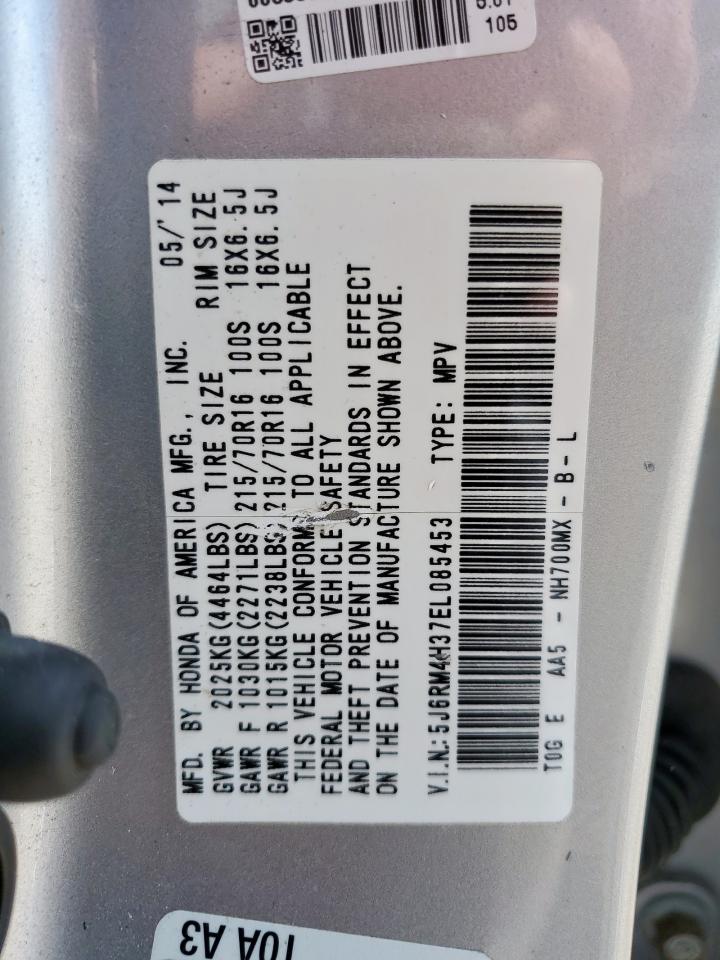 105
MFD. BY HONDA OF AMERICA MFG., INC. 05/'14
GVWR 2025KG(4464LBS) TIRE SIZE RIM SIZE
GAWR F 1030KG(2271LBS) 215/70R16 100S 16X6.5J
GAWR R 1015KG(2238LBS) 215/70R16 100S 16X6.5J
THIS VEHICLE CONFORMS TO ALL APPLICABLE
FEDERAL MOTOR VEHICLE SAFETY
AND THEFT PREVENTION STANDARDS IN EFFECT
ON THE DATE OF MANUFACTURE SHOWN ABOVE.
V.I.N.: 5J6RM4H37EL085453 TYPE: MPV
T0G E AA5 - NH700MX - B - L
A3